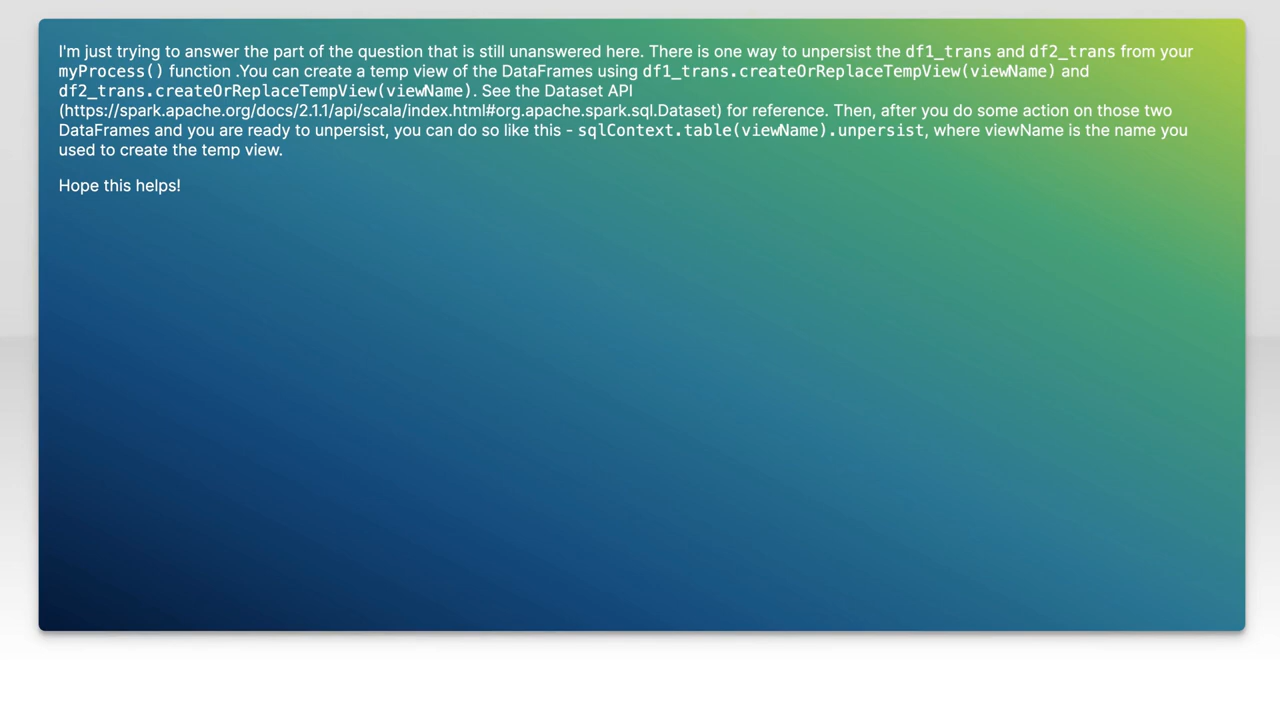 I'm just trying to answer the part of the question that is still unanswered here. There is one way to unpersist the df1_trans and df2_trans from your
myProcess() function .You can create a temp view of the DataFrames using df1_trans.createOrReplaceTempView(viewName) and
df2_trans.createOrReplaceTempView(viewName). See the Dataset API
(https://spark.apache.org/docs/2.1.1/api/scala/index.html#org.apache.spark.sql.Dataset) for reference. Then, after you do some action on those two
DataFrames and you are ready to unpersist, you can do so like this - sqlContext.table(viewName).unpersist, where viewName is the name you
used to create the temp view.
Hope this helps!